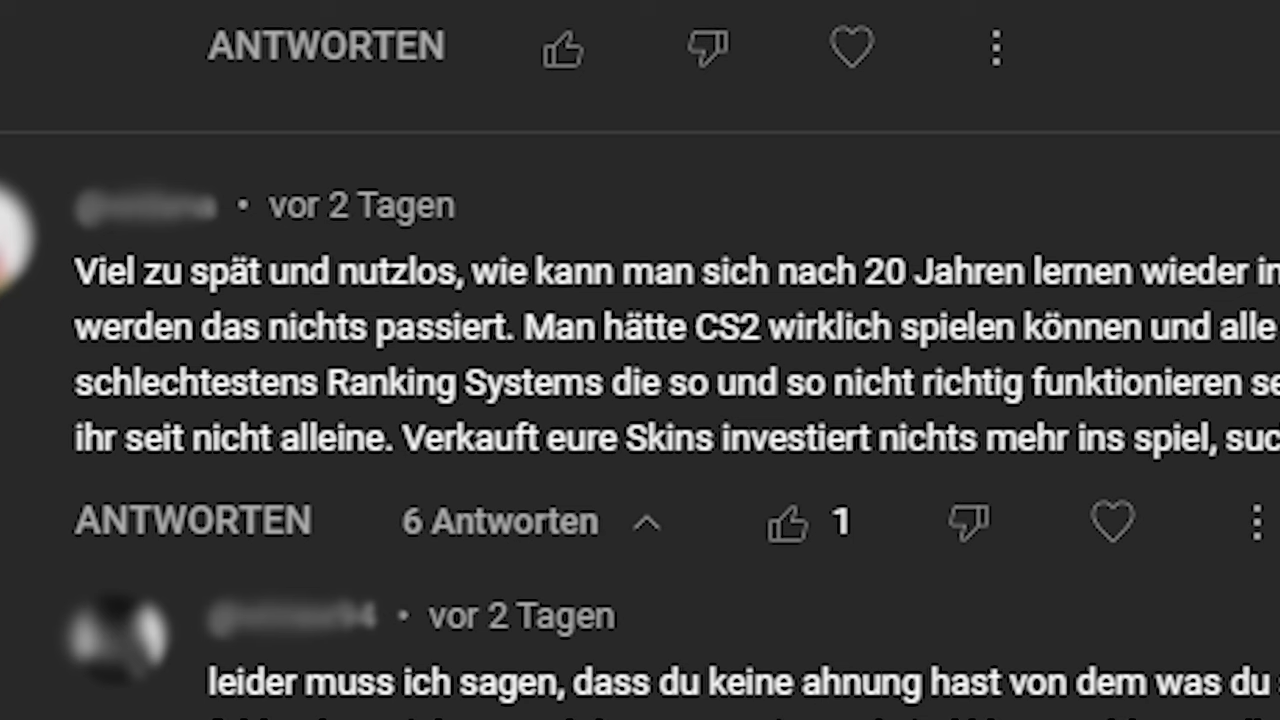 ANTWORTEN
vor 2 Tagen
Viel zu spät und nutzlos, wie kann man sich nach 20 Jahren lernen wieder in
werden das nichts passiert. Man hätte CS2 wirklich spielen können und alle
schlechtestens Ranking Systems die so und so nicht richtig funktionieren se
ihr seit nicht alleine. Verkauft eure Skins investiert nichts mehr ins spiel, suc
ANTWORTEN 6 Antworten 1
vor 2 Tagen
leider muss ich sagen, dass du keine ahnung hast von dem was du